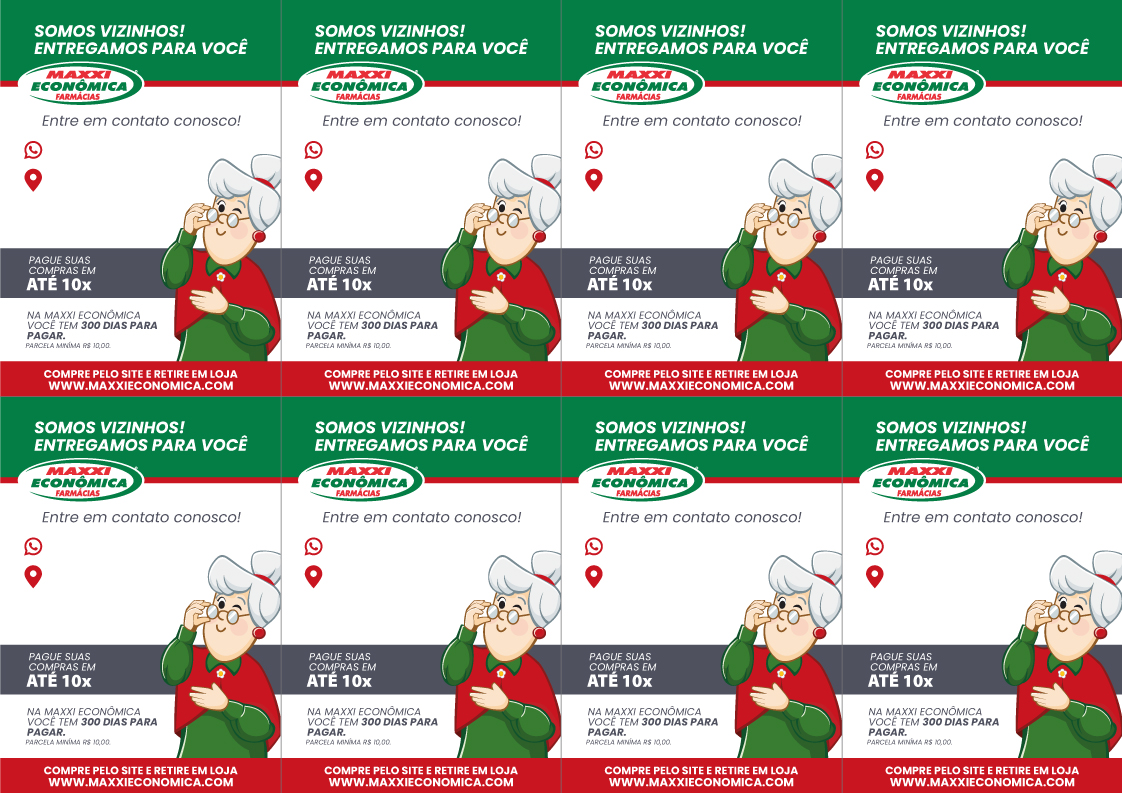 SOMOS VIZINHOS!
ENTREGAMOS PARA VOCÊ
MAXXI
ECONÔMICA
FARMÁCIAS
Entre em contato conosco!
PAGUE SUAS
COMPRAS EM
ATÉ 10x
NA MAXXI ECONÔMICA
VOCÊ TEM 300 DIAS PARA
PAGAR.
PARCELA MINÍMA R$ 10,00.
COMPRE PELO SITE E RETIRE EM LOJA
WWW.MAXXIECONOMICA.COM
SOMOS VIZINHOS!
ENTREGAMOS PARA VOCÊ
MAXXI
ECONÔMICA
FARMÁCIAS
Entre em contato conosco!
PAGUE SUAS
COMPRAS EM
ATÉ 10x
NA MAXXI ECONÔMICA
VOCÊ TEM 300 DIAS PARA
PAGAR.
PARCELA MINÍMA R$ 10,00.
COMPRE PELO SITE E RETIRE EM LOJA
WWW.MAXXIECONOMICA.COM
SOMOS VIZINHOS!
ENTREGAMOS PARA VOCÊ
MAXXI
ECONÔMICA
FARMÁCIAS
Entre em contato conosco!
PAGUE SUAS
COMPRAS EM
ATÉ 10x
NA MAXXI ECONÔMICA
VOCÊ TEM 300 DIAS PARA
PAGAR.
PARCELA MINÍMA R$ 10,00.
COMPRE PELO SITE E RETIRE EM LOJA
WWW.MAXXIECONOMICA.COM
SOMOS VIZINHOS!
ENTREGAMOS PARA VOCÊ
MAXXI
ECONÔMICA
FARMÁCIAS
Entre em contato conosco!
PAGUE SUAS
COMPRAS EM
ATÉ 10x
NA MAXXI ECONÔMICA
VOCÊ TEM 300 DIAS PARA
PAGAR.
PARCELA MINÍMA R$ 10,00.
COMPRE PELO SITE E RETIRE EM LOJA
WWW.MAXXIECONOMICA.COM
SOMOS VIZINHOS!
ENTREGAMOS PARA VOCÊ
MAXXI
ECONÔMICA
FARMÁCIAS
Entre em contato conosco!
PAGUE SUAS
COMPRAS EM
ATÉ 10x
NA MAXXI ECONÔMICA
VOCÊ TEM 300 DIAS PARA
PAGAR.
PARCELA MINÍMA R$ 10,00.
COMPRE PELO SITE E RETIRE EM LOJA
WWW.MAXXIECONOMICA.COM
SOMOS VIZINHOS!
ENTREGAMOS PARA VOCÊ
MAXXI
ECONÔMICA
FARMÁCIAS
Entre em contato conosco!
PAGUE SUAS
COMPRAS EM
ATÉ 10x
NA MAXXI ECONÔMICA
VOCÊ TEM 300 DIAS PARA
PAGAR.
PARCELA MINÍMA R$ 10,00.
COMPRE PELO SITE E RETIRE EM LOJA
WWW.MAXXIECONOMICA.COM
SOMOS VIZINHOS!
ENTREGAMOS PARA VOCÊ
MAXXI
ECONÔMICA
FARMÁCIAS
Entre em contato conosco!
PAGUE SUAS
COMPRAS EM
ATÉ 10x
NA MAXXI ECONÔMICA
VOCÊ TEM 300 DIAS PARA
PAGAR.
PARCELA MINÍMA R$ 10,00.
COMPRE PELO SITE E RETIRE EM LOJA
WWW.MAXXIECONOMICA.COM
SOMOS VIZINHOS!
ENTREGAMOS PARA VOCÊ
MAXXI
ECONÔMICA
FARMÁCIAS
Entre em contato conosco!
PAGUE SUAS
COMPRAS EM
ATÉ 10x
NA MAXXI ECONÔMICA
VOCÊ TEM 300 DIAS PARA
PAGAR.
PARCELA MINÍMA R$ 10,00.
COMPRE PELO SITE E RETIRE EM LOJA
WWW.MAXXIECONOMICA.COM